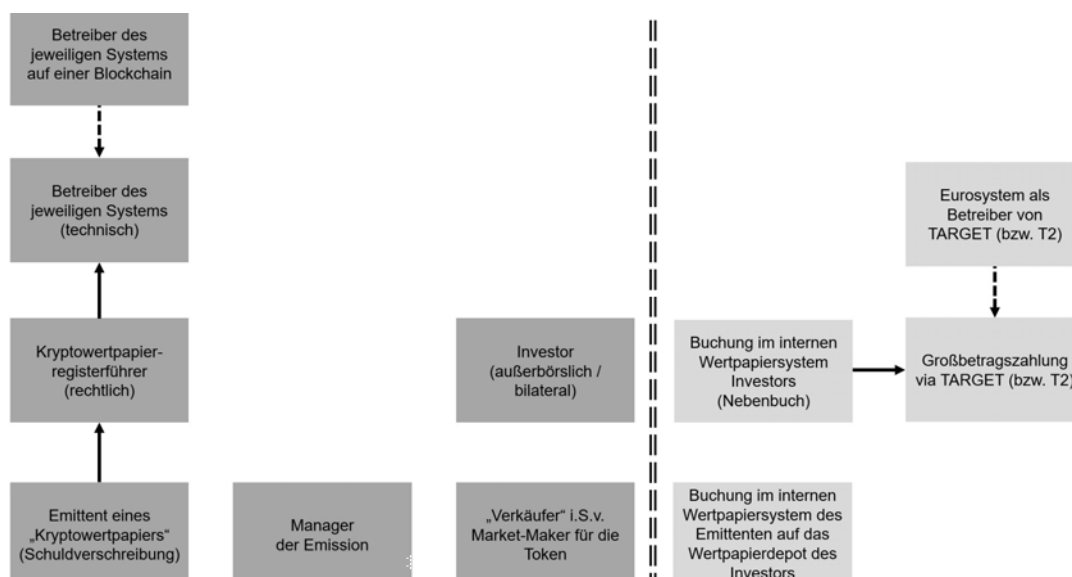 Betreiber des
jeweiligen Systems
auf einer Blockchain
Betreiber des
jeweiligen Systems
(technisch)
Eurosystem als
Betreiber von
TARGET (bzw. T2)
Kryptowertpapier-
registerführer
(rechtlich)
Investor
(außerbörslich /
bilateral)
Buchung im internen
Wertpapiersystem
Investors
(Nebenbuch)
Großbetragszahlung
via TARGET (bzw. T2)
Emittent eines
„Kryptowertpapiers“
(Schuldverschreibung)
Manager
der Emission
„Verkäufer“ i.S.v.
Market-Maker für die
Token
Buchung im internen
Wertpapiersystem des
Emittenten auf das
Wertpapierdepot des
Investors